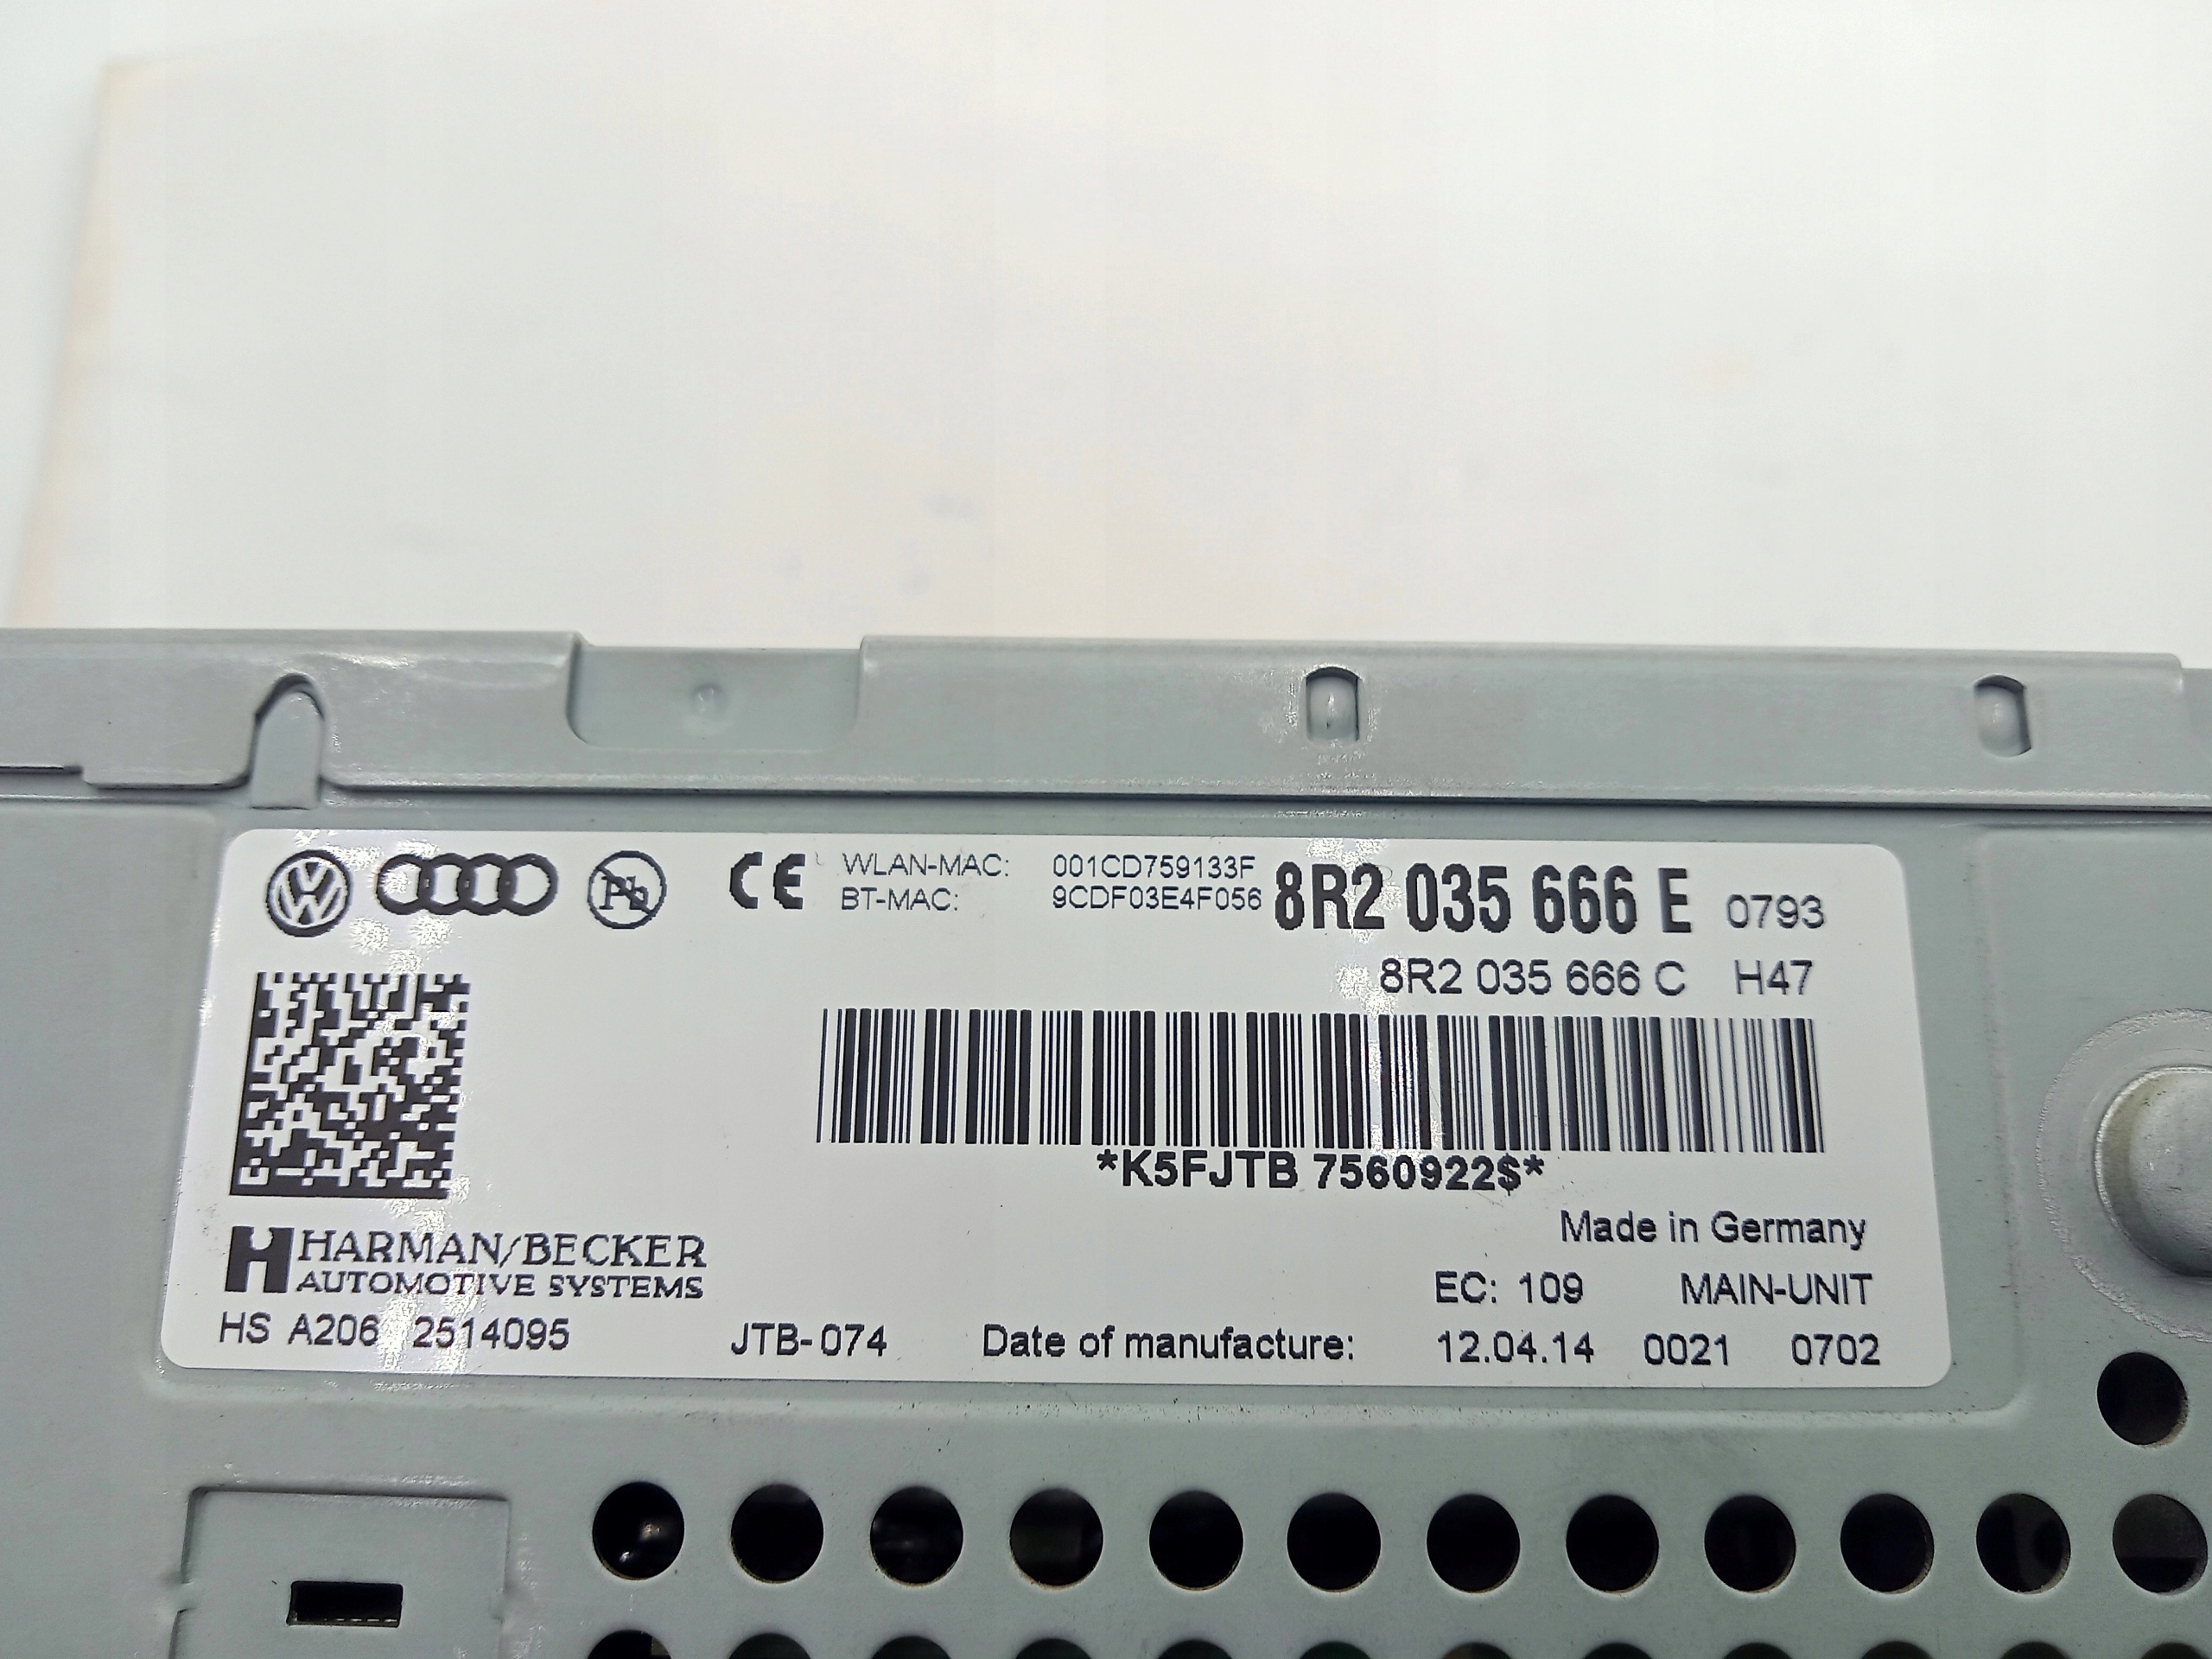 WLAN-MAC: 001CD759133F
BT-MAC: 9CDF03E4F056
8R2 035 666 E 0793
8R2 035 666 C H47
*K5FJTB 7560922$*
Made in Germany
HARMAN/BECKER
AUTOMOTIVE SYSTEMS
EC: 109 MAIN-UNIT
HS A206 2514095 JTB-074 Date of manufacture: 12.04.14 0021 0702
Pb
CE